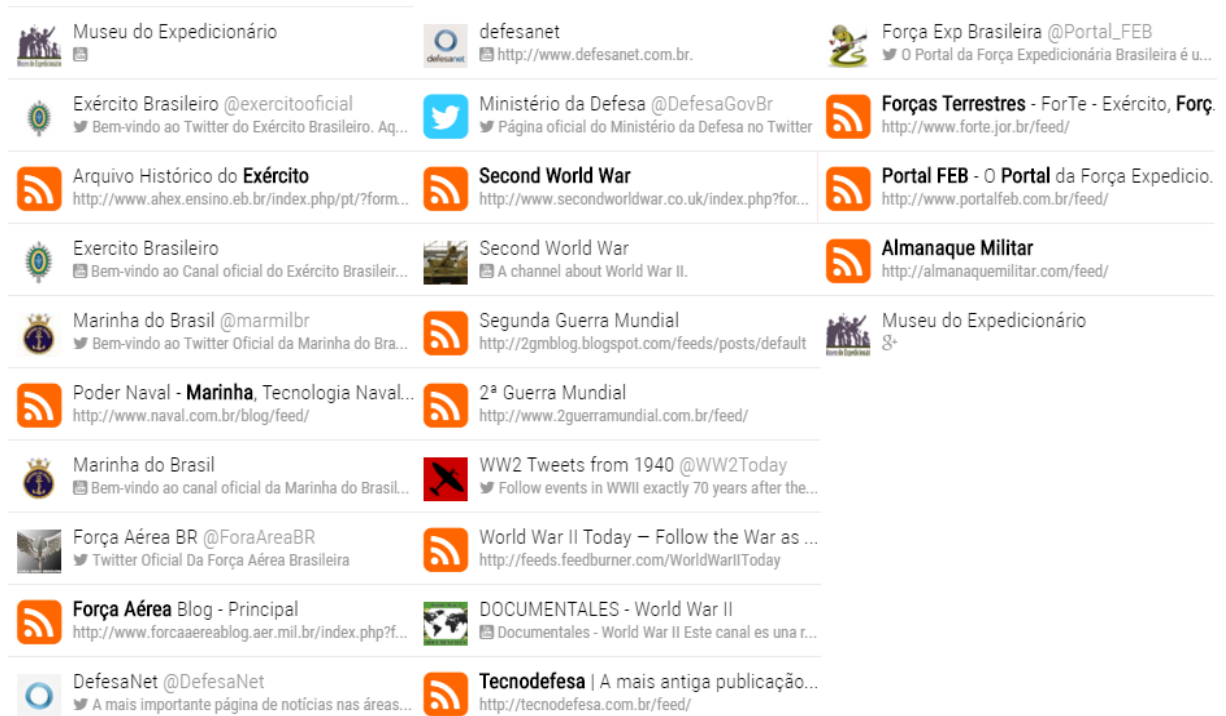 Museu do Expedicionário
Exército Brasileiro @exercitooficial
Bem-vindo ao Twitter do Exército Brasileiro. Aq...
Arquivo Histórico do Exército
http://www.ahex.ensino.eb.br/index.php/pt/?form...
Exercito Brasileiro
Bem-vindo ao Canal oficial do Exército Brasileir...
Marinha do Brasil @marmilbr
Bem-vindo ao Twitter Oficial da Marinha do Bra...
Poder Naval - Marinha, Tecnologia Naval...
http://www.naval.com.br/blog/feed/
Marinha do Brasil
Bem-vindo ao canal oficial da Marinha do Brasil...
Força Aérea BR @ForaAreaBR
Twitter Oficial Da Força Aérea Brasileira
Força Aérea Blog - Principal
http://www.forcaaereablog.aer.mil.br/index.php?f...
DefesaNet @DefesaNet
A mais importante página de notícias nas áreas...
defesanet
defesanet
http://www.defesanet.com.br.
Ministério da Defesa @DefesaGovBr
Página oficial do Ministério da Defesa no Twitter
Second World War
http://www.secondworldwar.co.uk/index.php?for...
Second World War
A channel about World War II.
Segunda Guerra Mundial
http://2gmblog.blogspot.com/feeds/posts/default
2ª Guerra Mundial
http://www.2guerramundial.com.br/feed/
WW2 Tweets from 1940 @WW2Today
Follow events in WWII exactly 70 years after the...
World War II Today — Follow the War as ...
http://feeds.feedburner.com/WorldWarIIToday
DOCUMENTALES - World War II
Documentales - World War II Este canal es una r...
Tecnodefesa | A mais antiga publicação...
http://tecnodefesa.com.br/feed/
Força Exp Brasileira @Portal_FEB
O Portal da Força Expedicionária Brasileira é u...
Forças Terrestres - ForTe - Exército, Forç.
http://www.forte.jor.br/feed/
Portal FEB - O Portal da Força Expedicio.
http://www.portalfeb.com.br/feed/
Almanaque Militar
http://almanaquemilitar.com/feed/
Museu do Expedicionário
g+